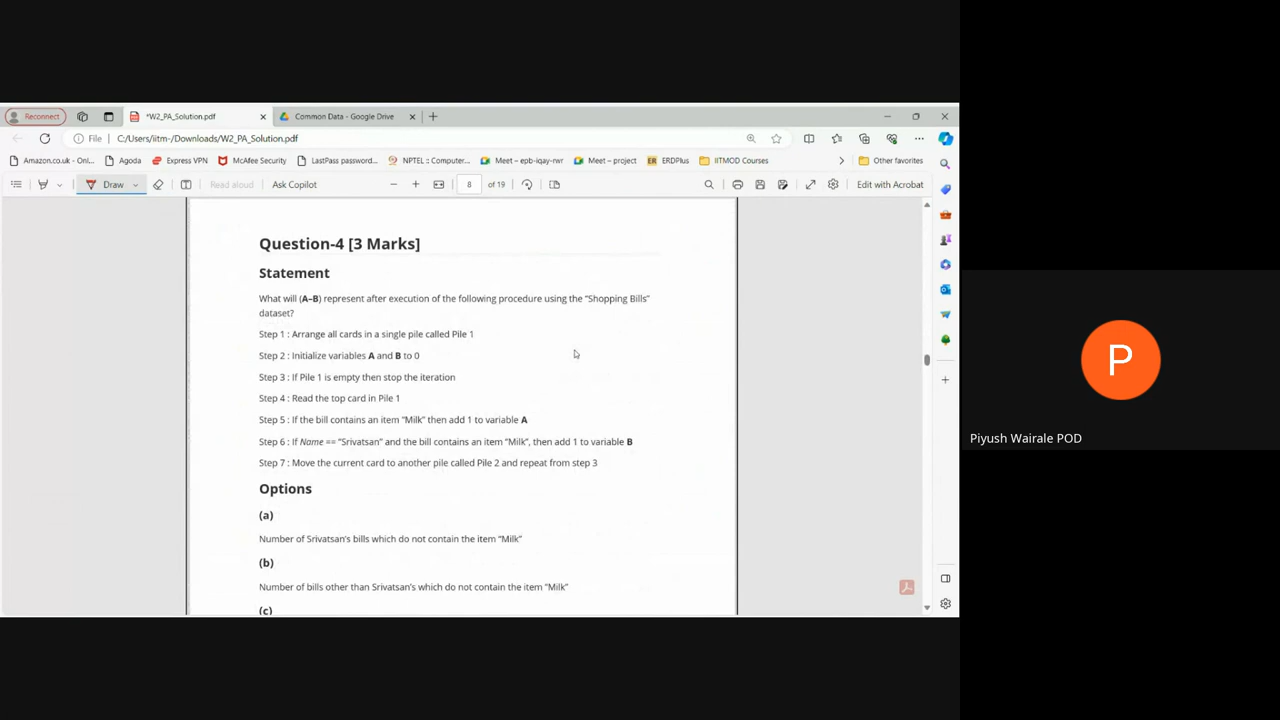 Reconnect
*W2_PA_Solution.pdf
Common Data - Google Drive
File
C:/Users/iitm-/Downloads/W2_PA_Solution.pdf
Amazon.co.uk - Onl...
Agoda
Express VPN
McAfee Security
LastPass password...
NPTEL :: Computer...
Meet – epb-iqay-rwr
Meet – project
ER ERDPlus
IITMOD Courses
Other favorites
Draw
Read aloud
Ask Copilot
8 of 19
Edit with Acrobat
Question-4 [3 Marks]
Statement
What will (A–B) represent after execution of the following procedure using the “Shopping Bills”
dataset?
Step 1 : Arrange all cards in a single pile called Pile 1
Step 2 : Initialize variables A and B to 0
Step 3 : If Pile 1 is empty then stop the iteration
Step 4 : Read the top card in Pile 1
Step 5 : If the bill contains an item “Milk” then add 1 to variable A
Step 6 : If Name == “Srivatsan” and the bill contains an item “Milk”, then add 1 to variable B
Step 7 : Move the current card to another pile called Pile 2 and repeat from step 3
Options
(a)
Number of Srivatsan’s bills which do not contain the item “Milk”
(b)
Number of bills other than Srivatsan’s which do not contain the item “Milk”
(c)
P
Piyush Wairale POD